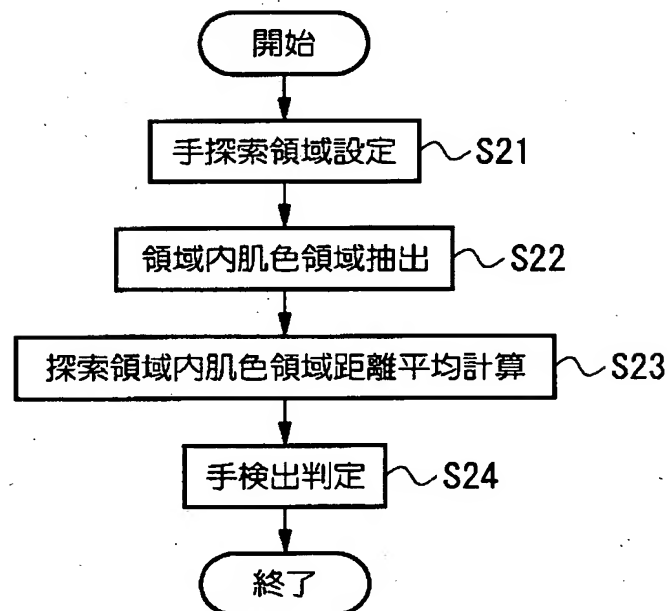 開始
手探索領域設定 S21
領域内肌色領域抽出 S22
探索領域内肌色領域距離平均計算 S23
手検出判定 S24
終了